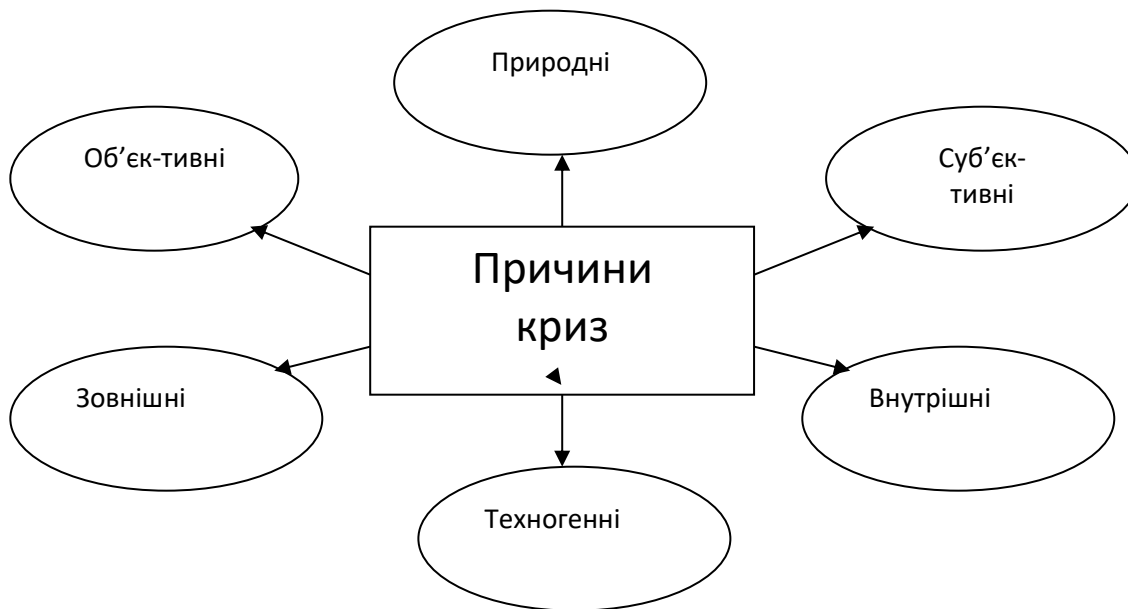 Природні
Об’єк-тивні
Суб’єк-
тивні
Причини
криз
Зовнішні
Внутрішні
Техногенні